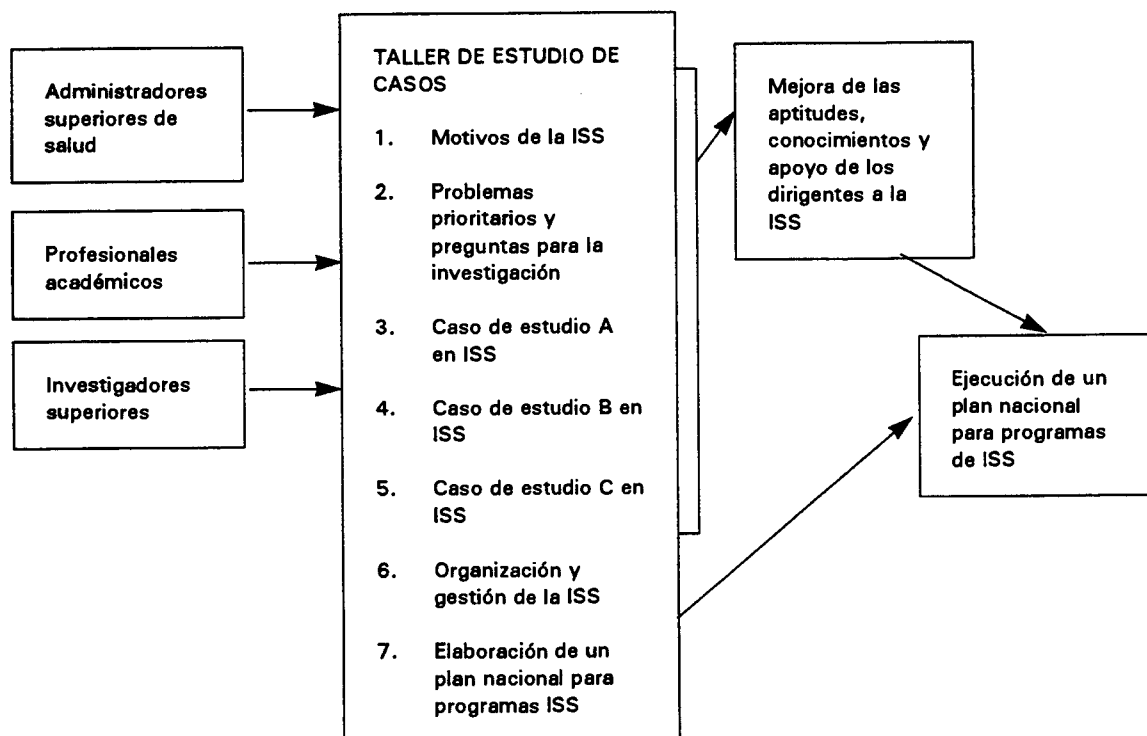 Administradores
superiores de
salud
Profesionales
académicos
Investigadores
superiores
TALLER DE ESTUDIO DE
CASOS
1. Motivos de la ISS
2. Problemas
prioritarios y
preguntas para la
investigación
3. Caso de estudio A
en ISS
4. Caso de estudio B en
ISS
5. Caso de estudio C en
ISS
6. Organización y
gestión de la ISS
7. Elaboración de un
plan nacional para
programas ISS
Mejora de las
aptitudes,
conocimientos y
apoyo de los
dirigentes a la
ISS
Ejecución de un
plan nacional
para programas
de ISS